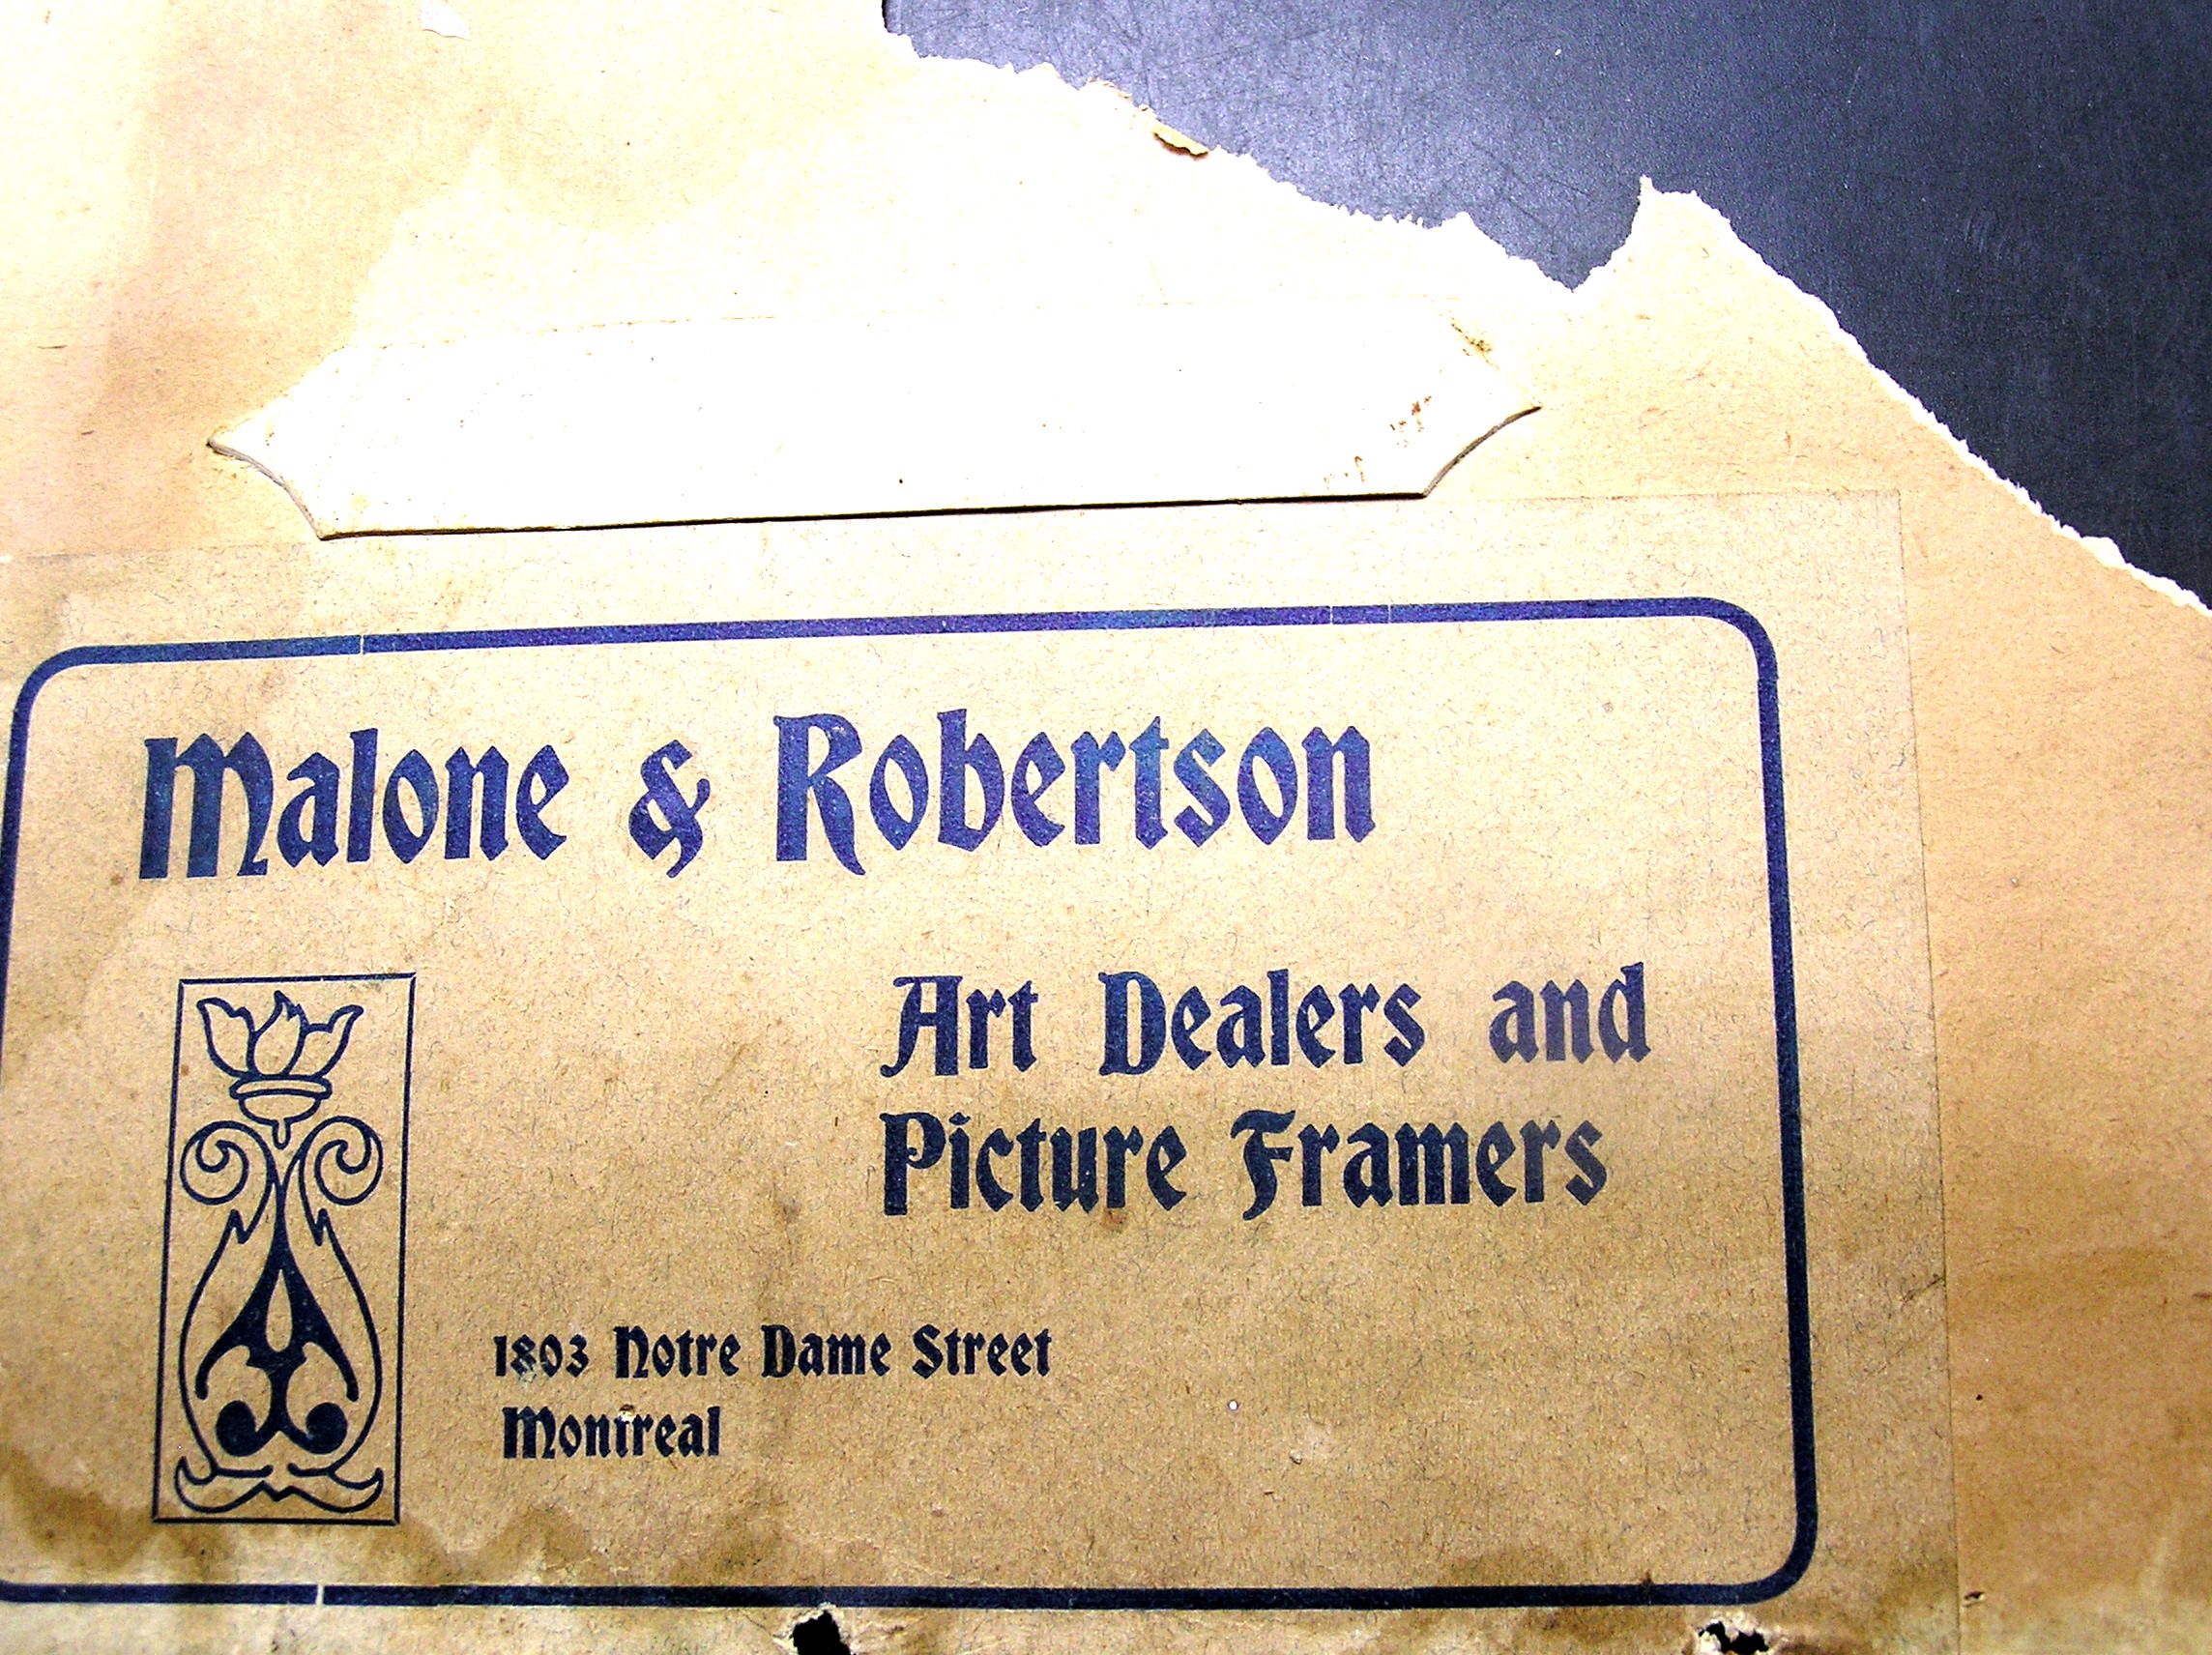 Malone & Robertson
Art Dealers and
Picture Framers
1803 Notre Dame Street
Montreal